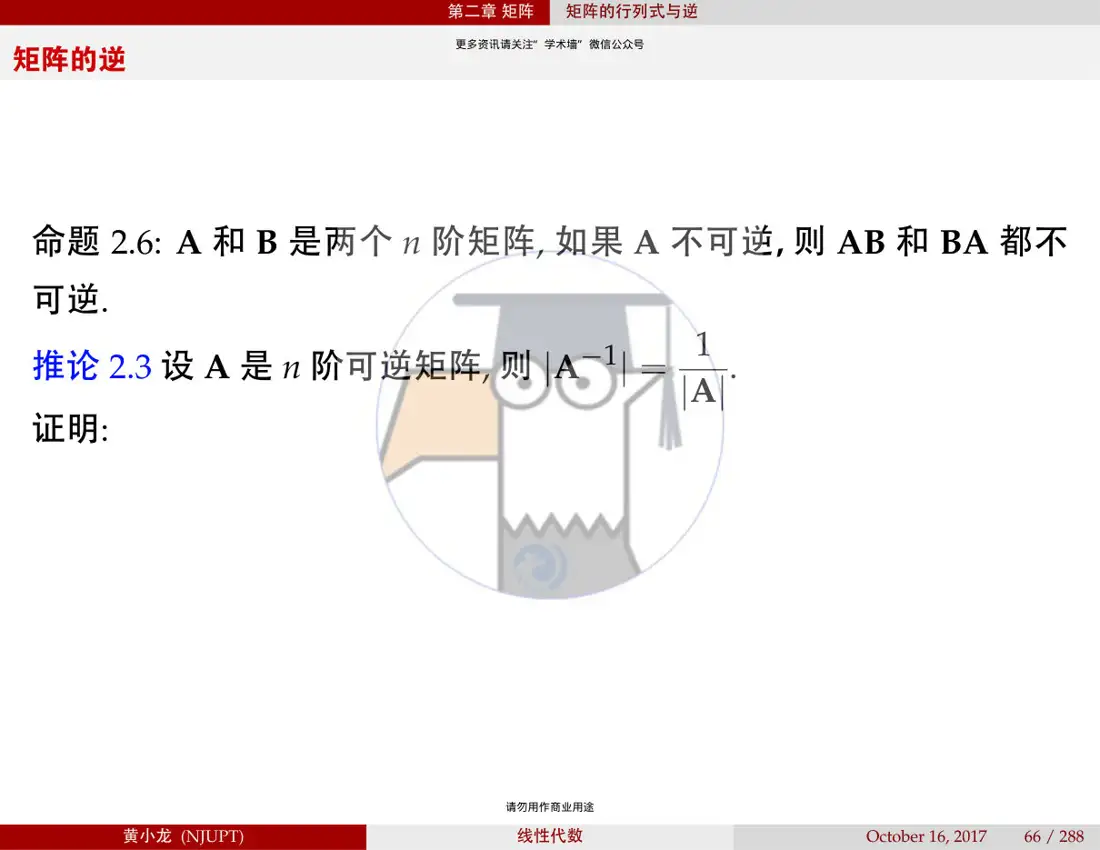 第二章 矩阵 矩阵的行列式与逆
更多资讯请关注“学术墙”微信公众号
矩阵的逆
命题 2.6: A 和 B 是两个 n 阶矩阵, 如果 A 不可逆, 则 AB 和 BA 都不
可逆.
推论 2.3 设 A 是 n 阶可逆矩阵, 则 |A⁻¹| = 1/|A|.
证明:
请勿用作商业用途
黄小龙 (NJUPT) 线性代数 October 16, 2017 66 / 288